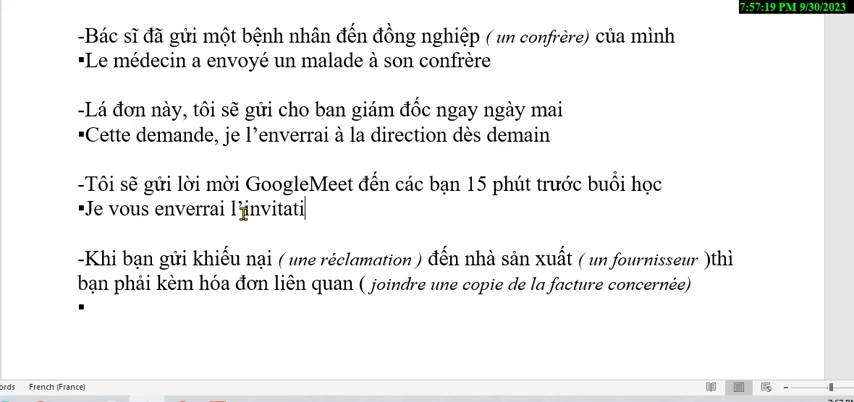 7:57:19 PM 9/30/2023
-Bác sĩ đã gửi một bệnh nhân đến đồng nghiệp ( un confrère) của mình
▪Le médecin a envoyé un malade à son confrère
-Lá đơn này, tôi sẽ gửi cho ban giám đốc ngay ngày mai
▪Cette demande, je l’enverrai à la direction dès demain
-Tôi sẽ gửi lời mời GoogleMeet đến các bạn 15 phút trước buổi học
▪Je vous enverrai l’invitati
-Khi bạn gửi khiếu nại ( une réclamation ) đến nhà sản xuất ( un fournisseur )thì
bạn phải kèm hóa đơn liên quan ( joindre une copie de la facture concernée)
▪
ords French (France)